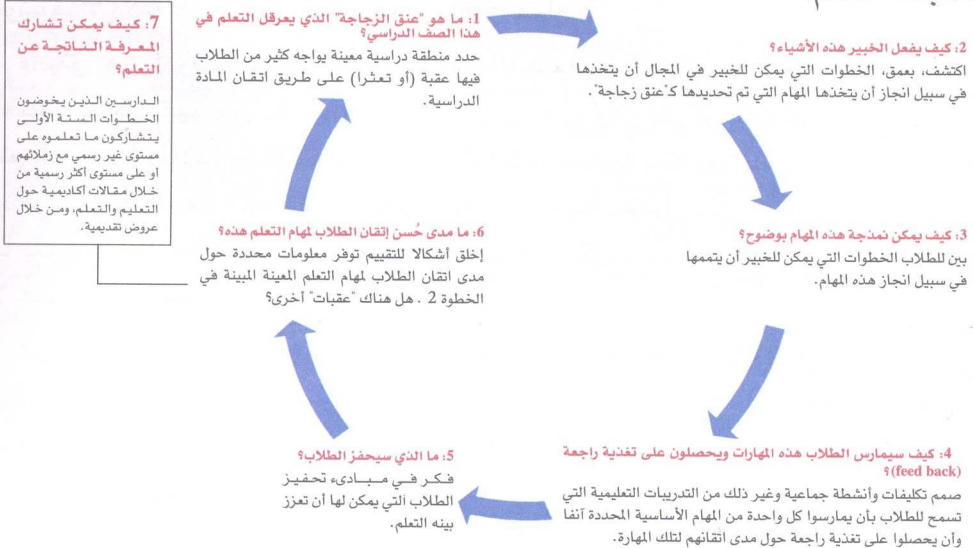 1: ما هو "عنق الزجاجة" الذي يعرقل التعلم في
هذا الصف الدراسي؟
حدد منطقة دراسية معينة يواجه كثير من الطلاب
فيها عقبة (أو تعثرا) على طريق اتقان المادة
الدراسية.
2: كيف يفعل الخبير هذه الأشياء؟
اكتشف، بعمق، الخطوات التي يمكن للخبير في المجال أن يتخذها
في سبيل انجاز أن يتخذها المهام التي تم تحديدها كـ"عنق زجاجة".
3: كيف يمكن نمذجة هذه المهام بوضوح؟
بين للطلاب الخطوات التي يمكن للخبير أن يتممها
في سبيل انجاز هذه المهام.
4: كيف سيمارس الطلاب هذه المهارات ويحصلون على تغذية راجعة
(feed back)؟
صمم تكليفات وأنشطة جماعية وغير ذلك من التدريبات التعليمية التي
تسمح للطلاب بأن يمارسوا كل واحدة من المهام الأساسية المحددة آنفا
وأن يحصلوا على تغذية راجعة حول مدى اتقانهم لتلك المهارة.
5: ما الذي سيحفز الطلاب؟
فكر في مبادىء تحفيز
الطلاب التي يمكن لها أن تعزز
بينه التعلم.
6: ما مدى حُسن إتقان الطلاب لمهام التعلم هذه؟
إخلق أشكالا للتقييم توفر معلومات محددة حول
مدى اتقان الطلاب لمهام التعلم المعينة المبينة في
الخطوة 2 . هل هناك "عقبات" أخرى؟
7: كيف يمكن تشارك
المعرفة الناتجة عن
التعلم؟
الدارسين الذين يخوضون
الخطوات الستة الأولى
يتشاركون ما تعلموه على
مستوى غير رسمي مع زملائهم
أو على مستوى أكثر رسمية من
خلال مقالات أكاديمية حول
التعليم والتعلم، ومن خلال
عروض تقديمية.